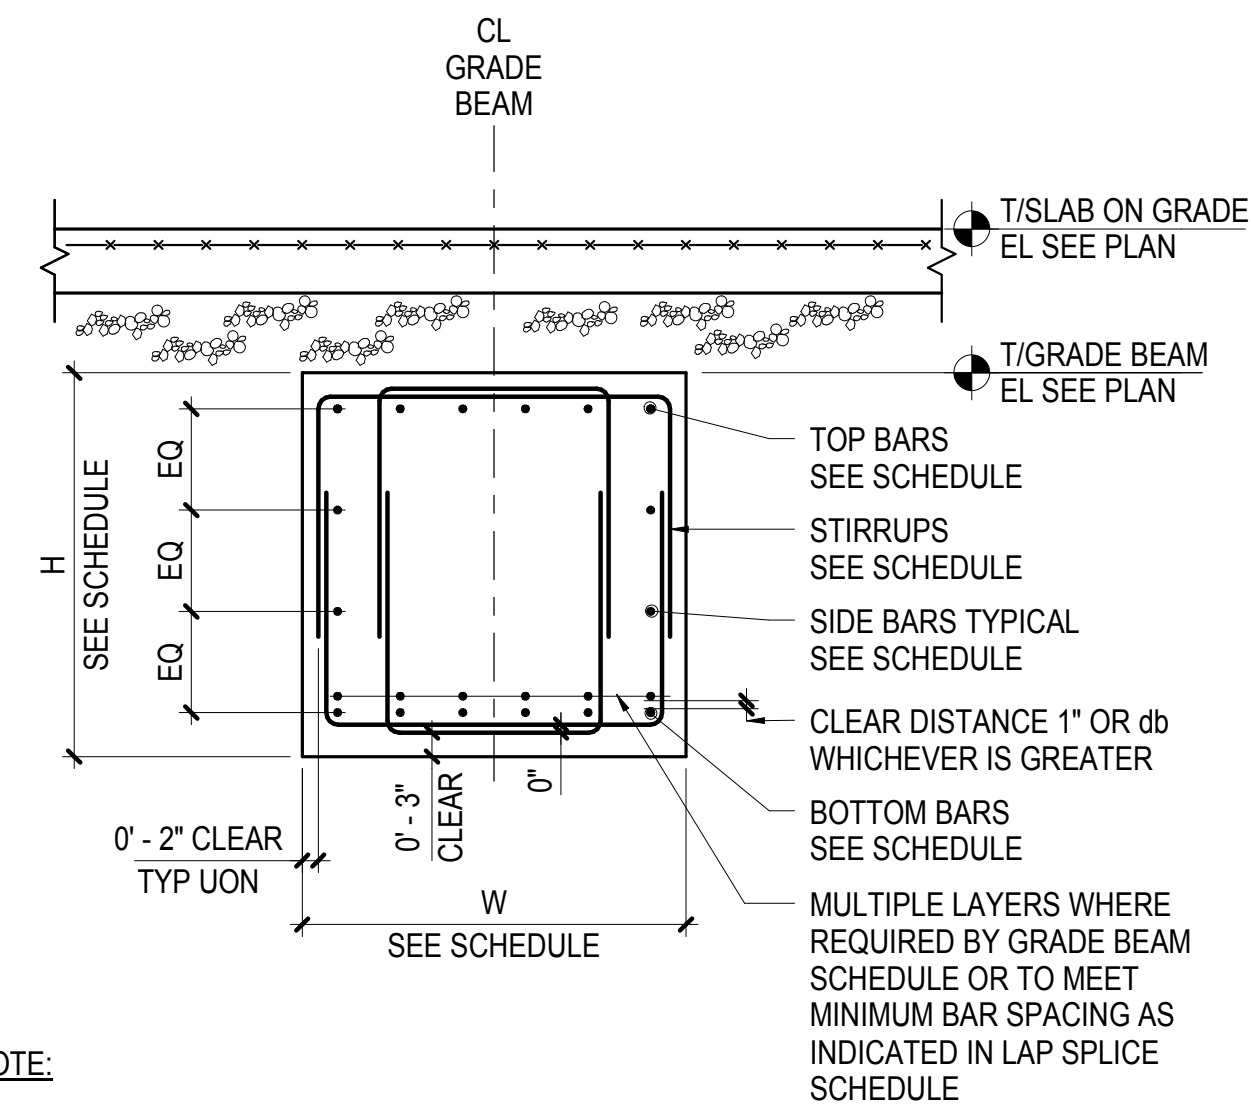 CL
GRADE
BEAM
T/SLAB ON GRADE
EL SEE PLAN
T/GRADE BEAM
EL SEE PLAN
TOP BARS
SEE SCHEDULE
STIRRUPS
SEE SCHEDULE
SIDE BARS TYPICAL
SEE SCHEDULE
CLEAR DISTANCE 1" OR db
WHICHEVER IS GREATER
BOTTOM BARS
SEE SCHEDULE
MULTIPLE LAYERS WHERE
REQUIRED BY GRADE BEAM
SCHEDULE OR TO MEET
MINIMUM BAR SPACING AS
INDICATED IN LAP SPLICE
SCHEDULE
H
SEE SCHEDULE
EQ
EQ
EQ
0' - 2" CLEAR
TYP UON
0' - 3"
CLEAR
0"
W
SEE SCHEDULE
OTE: